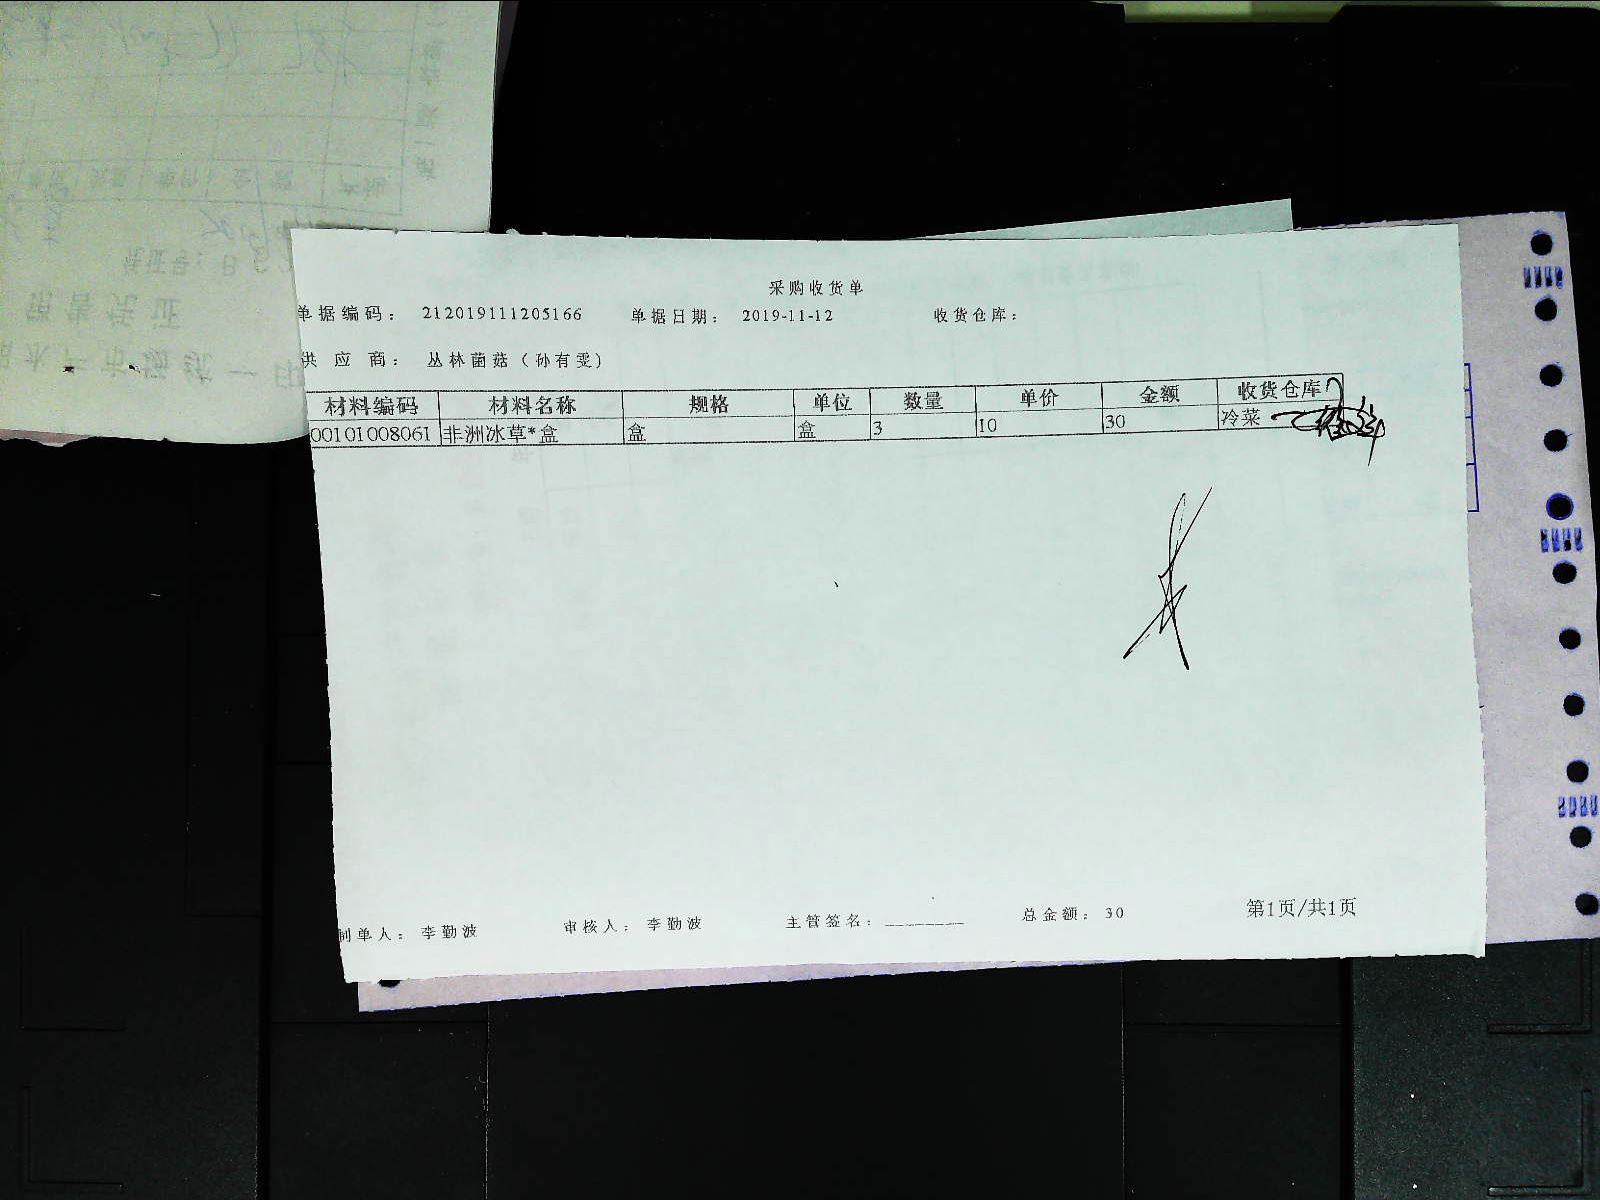 采购收货单
单据编码： 212019111205166 单据日期： 2019-11-12 收货仓库：
供 应 商： 丛林菌菇（孙有雯）
材料编码 材料名称 规格 单位 数量 单价 金额 收货仓库
00101008061 非洲冰草*盒 盒 盒 3 10 30 冷菜
制单人： 李勤波 审核人： 李勤波 主管签名：________ 总金额：30 第1页/共1页